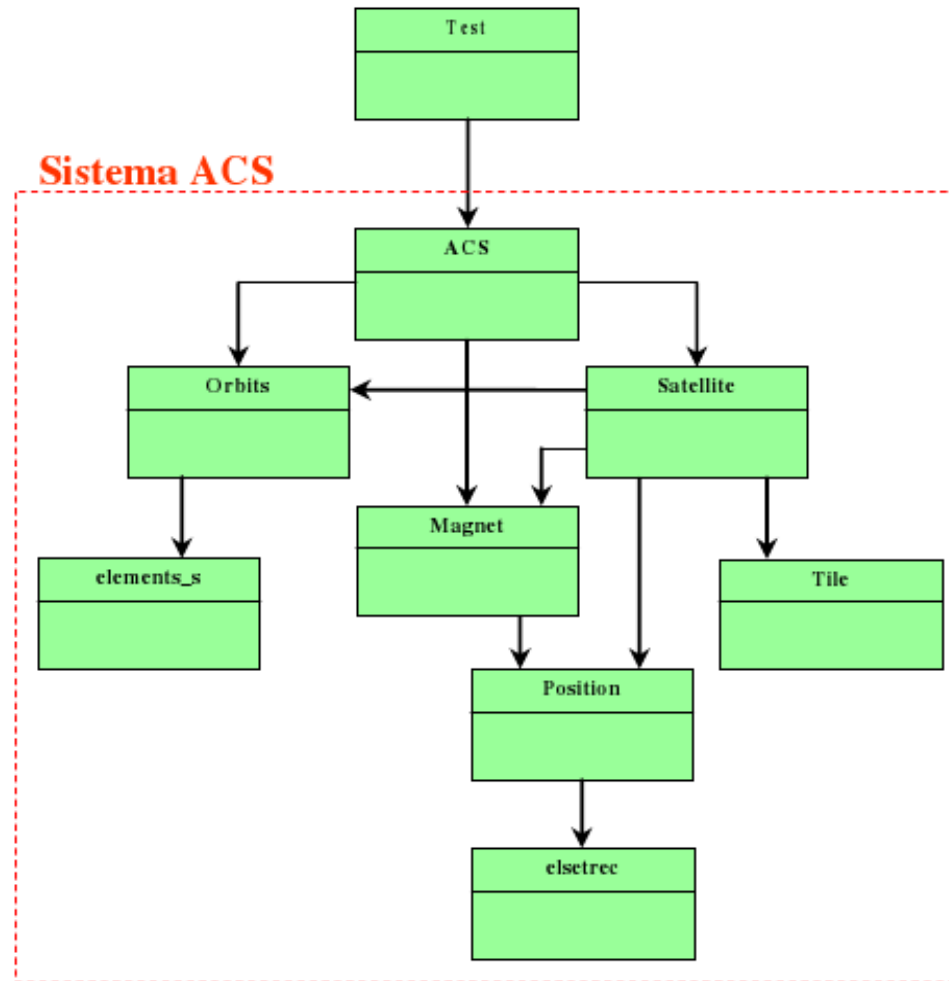 Test
Sistema ACS
ACS
Orbits
Satellite
Magnet
elements_s
Tile
Position
elsetrec